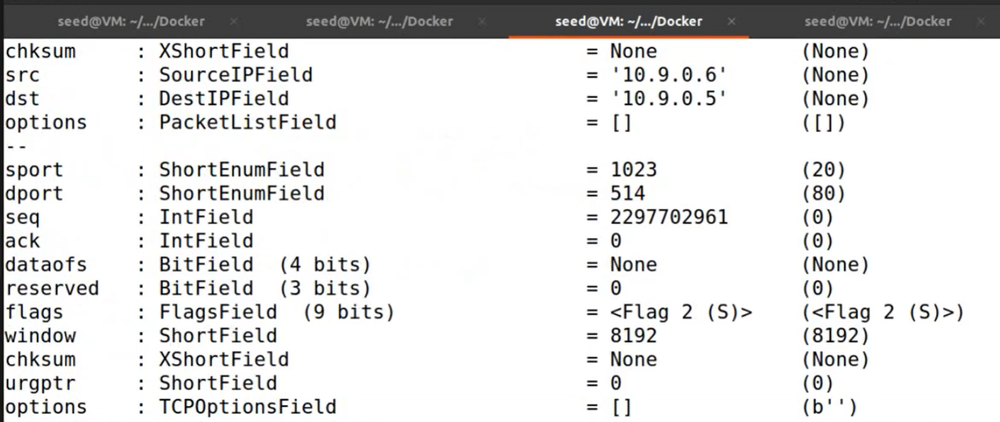 seed@VM: ~/.../Docker × seed@VM: ~/.../Docker × seed@VM: ~/.../Docker × seed@VM: ~/.../Docker ×
chksum : XShortField = None (None)
src : SourceIPField = '10.9.0.6' (None)
dst : DestIPField = '10.9.0.5' (None)
options : PacketListField = [] ([])
--
sport : ShortEnumField = 1023 (20)
dport : ShortEnumField = 514 (80)
seq : IntField = 2297702961 (0)
ack : IntField = 0 (0)
dataofs : BitField (4 bits) = None (None)
reserved : BitField (3 bits) = 0 (0)
flags : FlagsField (9 bits) = <Flag 2 (S)> (<Flag 2 (S)>)
window : ShortField = 8192 (8192)
chksum : XShortField = None (None)
urgptr : ShortField = 0 (0)
options : TCPOptionsField = [] (b'')